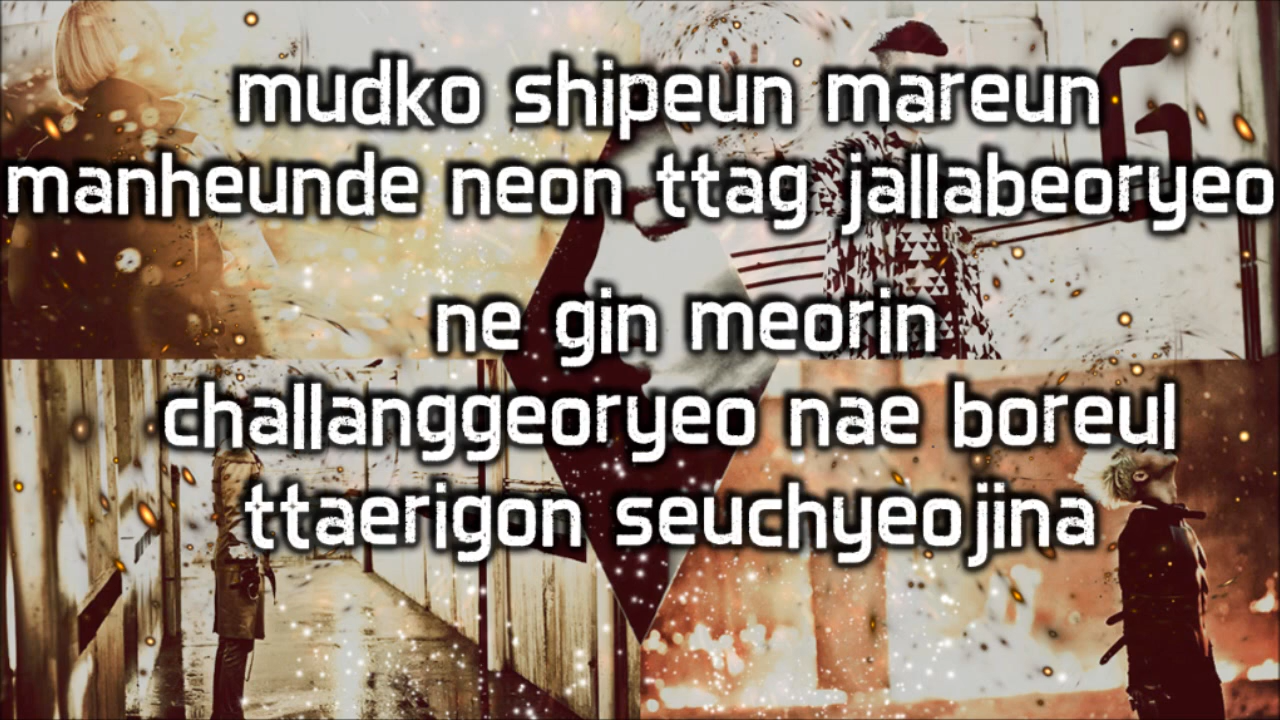 mudko shipeun mareun
manheunde neon ttag jallabeoryeo
ne gin meorin
challanggeoryeo nae boreul
ttaerigon seuchyeojina
G